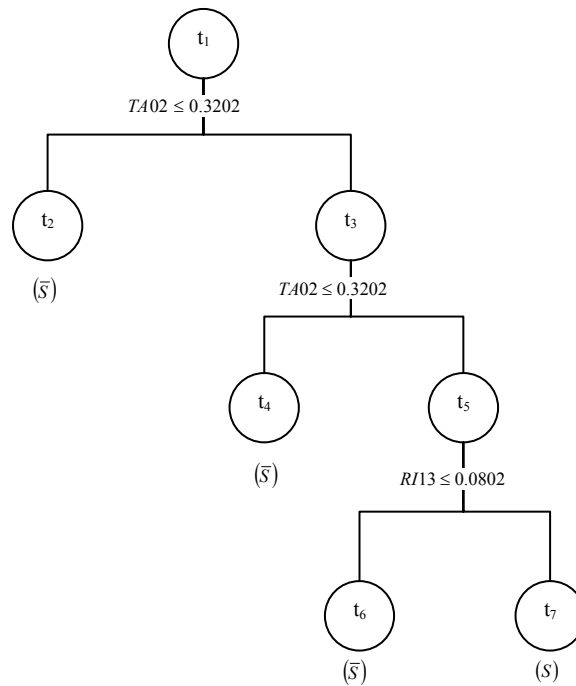 t₁
TA02 ≤ 0.3202
t₂ t₃
(S̅)
TA02 ≤ 0.3202
t₄ t₅
(S̅)
RI13 ≤ 0.0802
t₆ t₇
(S̅) (S)